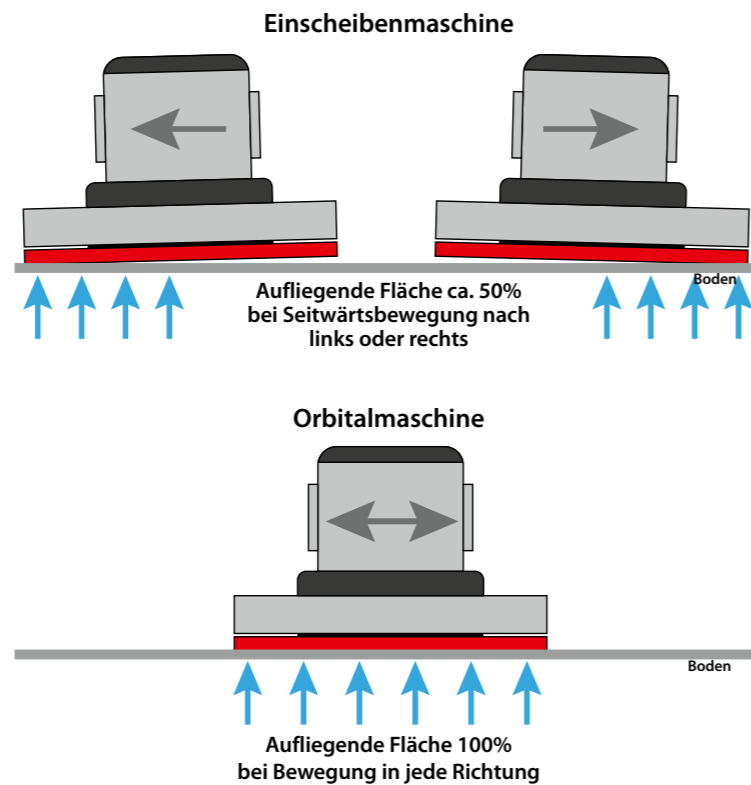 Einscheibenmaschine
Boden
Aufliegende Fläche ca. 50%
bei Seitwärtsbewegung nach
links oder rechts
Orbitalmaschine
Boden
Aufliegende Fläche 100%
bei Bewegung in jede Richtung